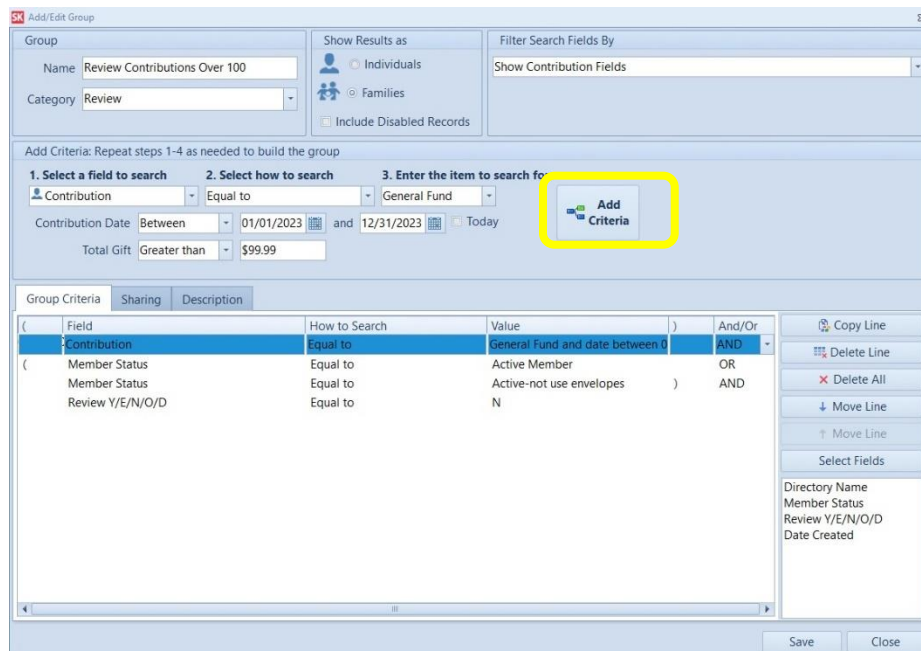 SK Add/Edit Group
Group
Name Review Contributions Over 100
Category Review
Show Results as
Individuals
Families
Include Disabled Records
Filter Search Fields By
Show Contribution Fields
Add Criteria: Repeat steps 1-4 as needed to build the group
1. Select a field to search 2. Select how to search 3. Enter the item to search for
Contribution Equal to General Fund
Contribution Date Between 01/01/2023 and 12/31/2023 Today
Total Gift Greater than $99.99
Add
Criteria
Group Criteria Sharing Description
( Field How to Search Value ) And/Or
Contribution Equal to General Fund and date between 0 AND
( Member Status Equal to Active Member OR
Member Status Equal to Active-not use envelopes ) AND
Review Y/E/N/O/D Equal to N
Copy Line
Delete Line
Delete All
Move Line
Move Line
Select Fields
Directory Name
Member Status
Review Y/E/N/O/D
Date Created
Save Close